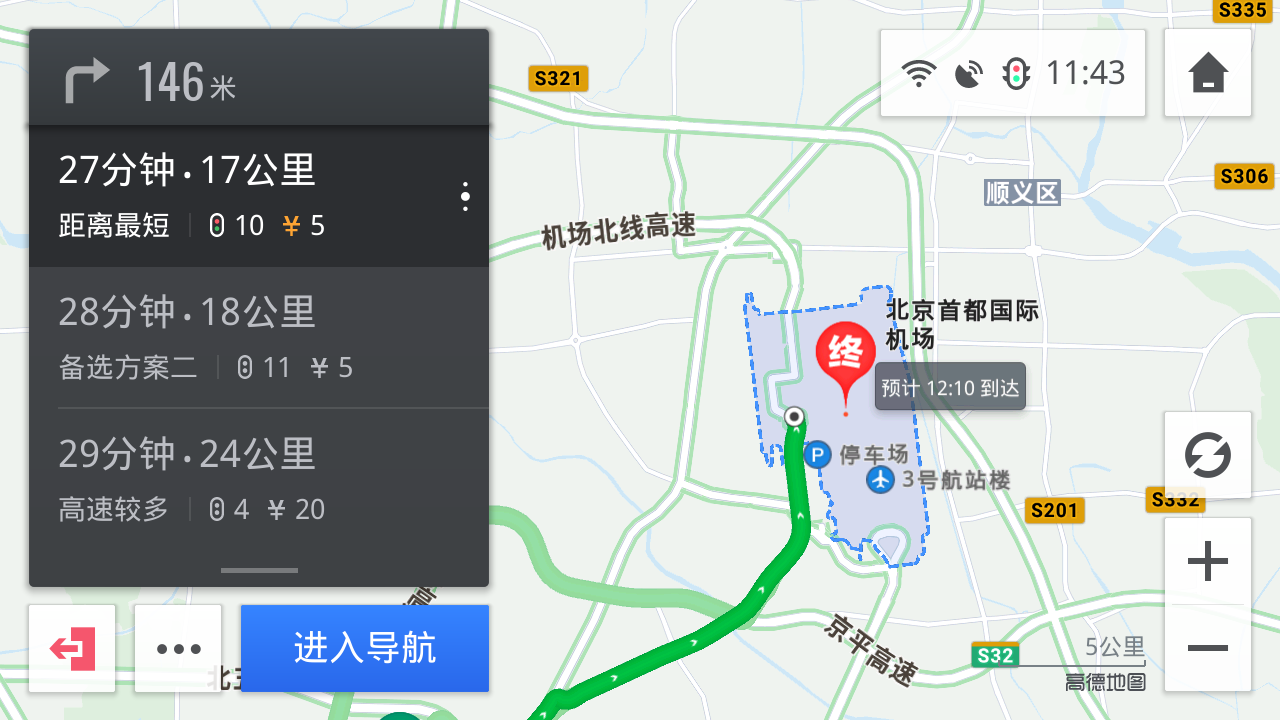 146米
27分钟·17公里
距离最短 10 ¥ 5
28分钟·18公里
备选方案二 11 ¥ 5
29分钟·24公里
高速较多 4 ¥ 20
进入导航
11:43
S335
S321
S306
顺义区
机场北线高速
北京首都国际
机场
终
预计 12:10 到达
P 停车场
3号航站楼
S201
S332
京平高速
S32
5公里
高德地图
高
北五